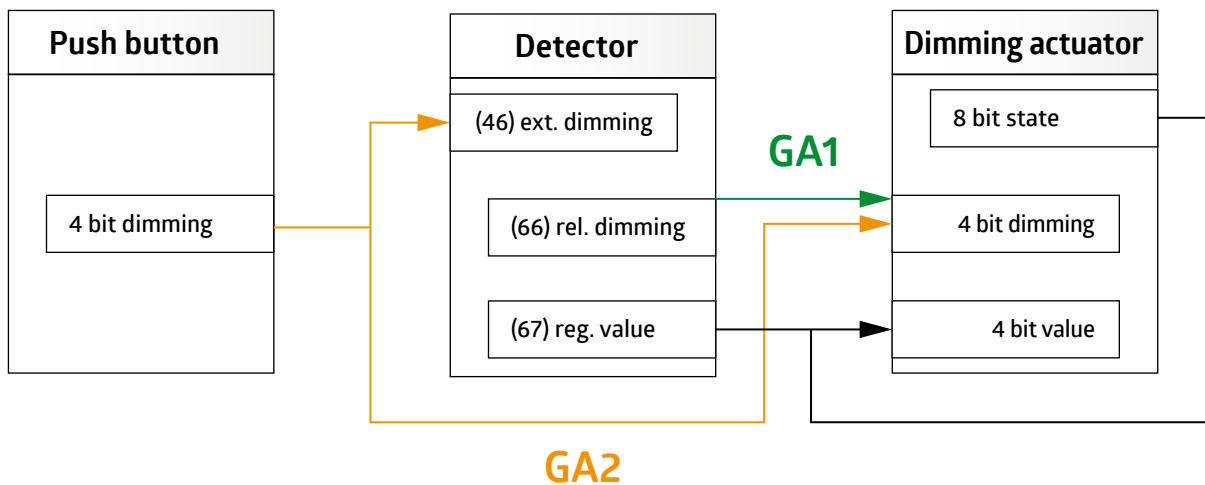 Push button
Detector
Dimming actuator
(46) ext. dimming
8 bit state
GA1
4 bit dimming
(66) rel. dimming
4 bit dimming
(67) reg. value
4 bit value
GA2